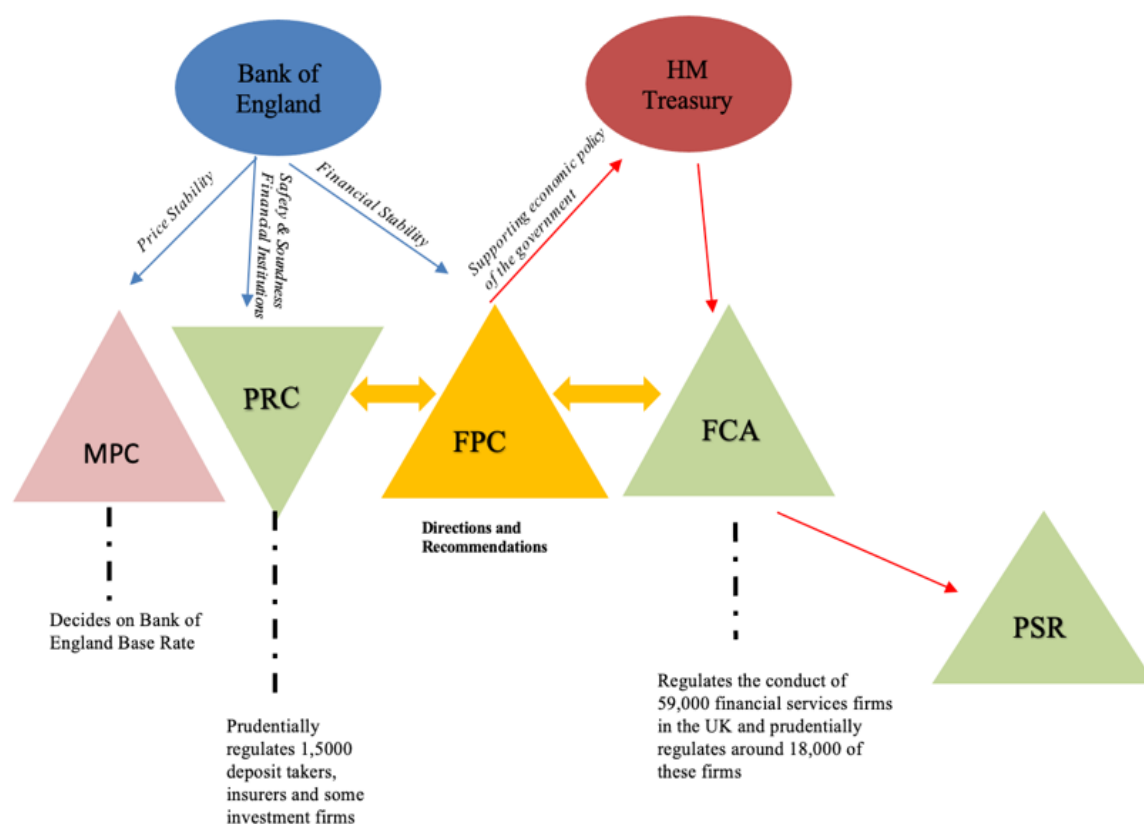 Bank of
England
HM
Treasury
Price Stability
Safety & Soundness
Financial Institutions
Financial Stability
Supporting economic policy
of the government
MPC
PRC
FPC
FCA
PSR
Directions and
Recommendations
Decides on Bank of
England Base Rate
Prudentially
regulates 1,5000
deposit takers,
insurers and some
investment firms
Regulates the conduct of
59,000 financial services firms
in the UK and prudentially
regulates around 18,000 of
these firms